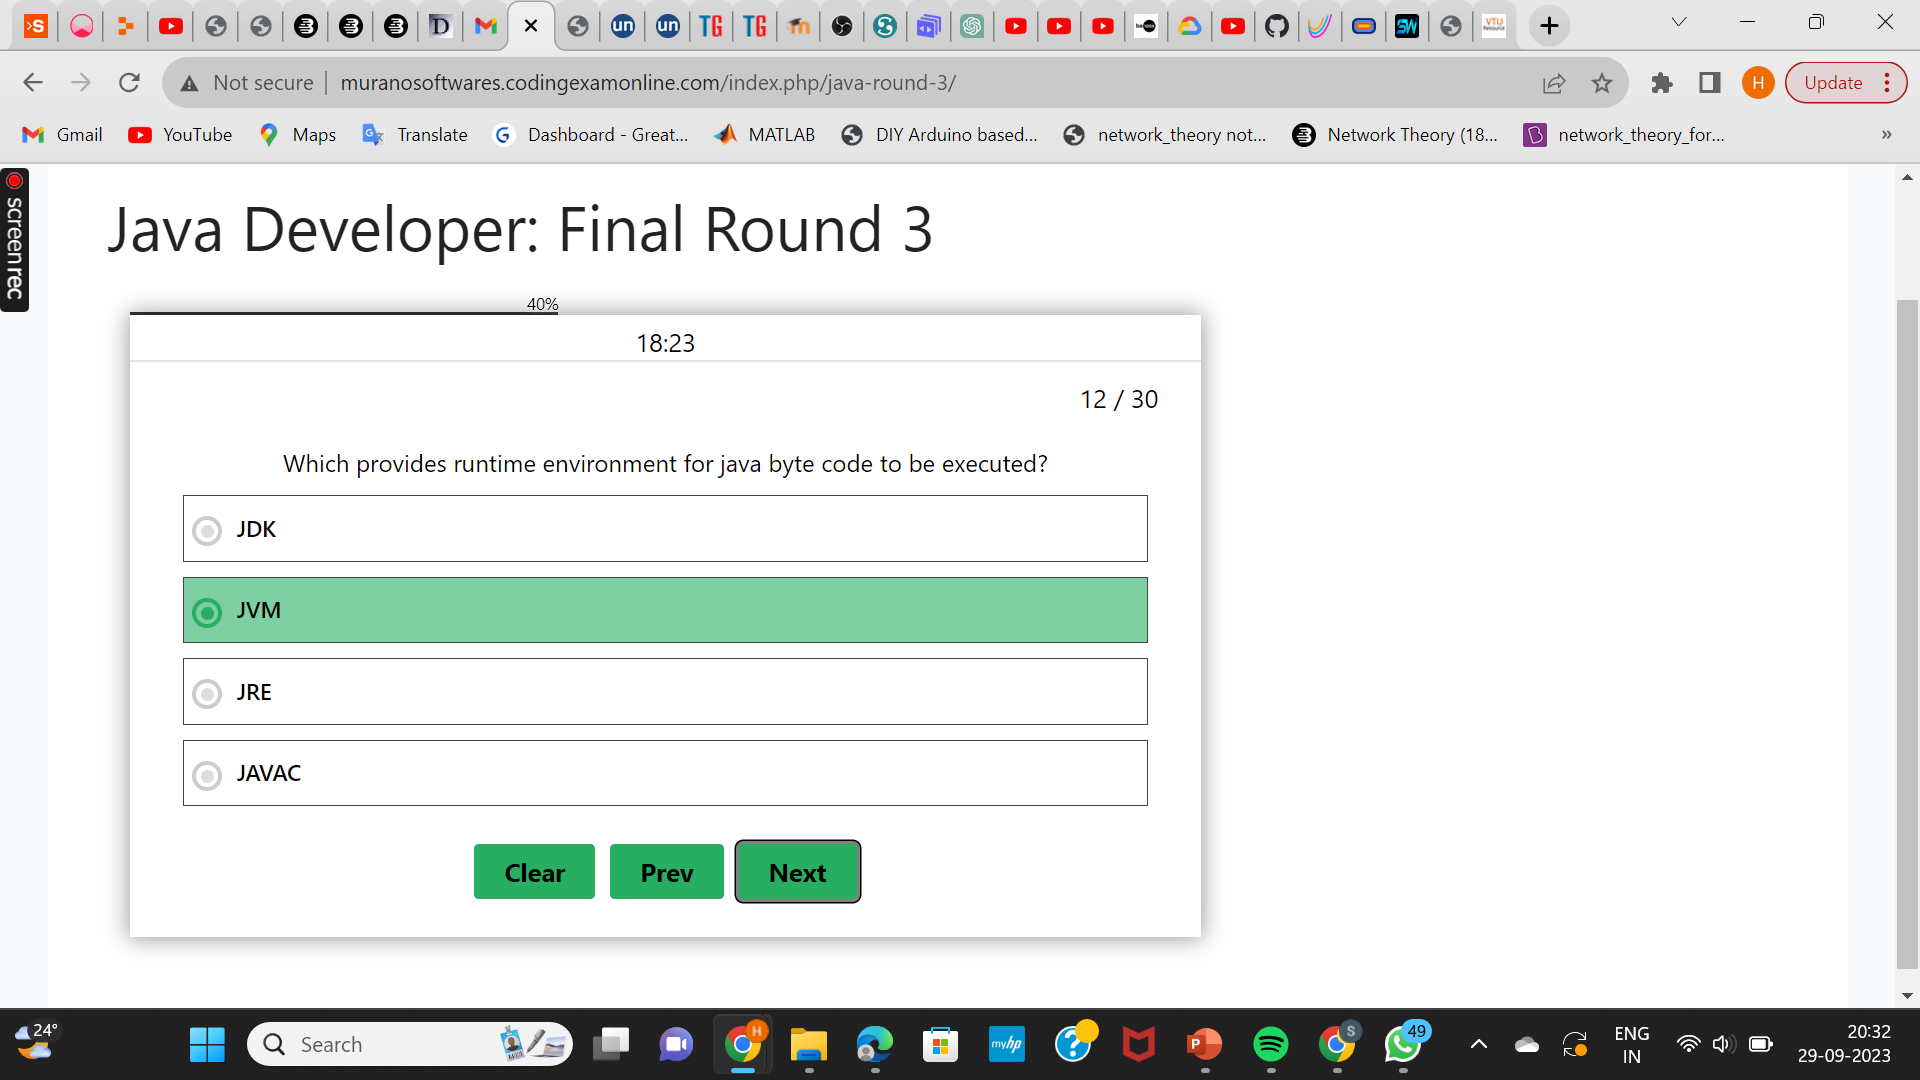 Not secure
muranosoftwares.codingexamonline.com/index.php/java-round-3/
H
Update
Gmail
YouTube
Maps
Translate
Dashboard - Great...
MATLAB
DIY Arduino based...
network_theory not...
Network Theory (18...
network_theory_for...
»
screenrec
Java Developer: Final Round 3
40%
18:23
12 / 30
Which provides runtime environment for java byte code to be executed?
JDK
JVM
JRE
JAVAC
Clear
Prev
Next
24°
Search
H
myhp
P
S
49
ENG
IN
20:32
29-09-2023